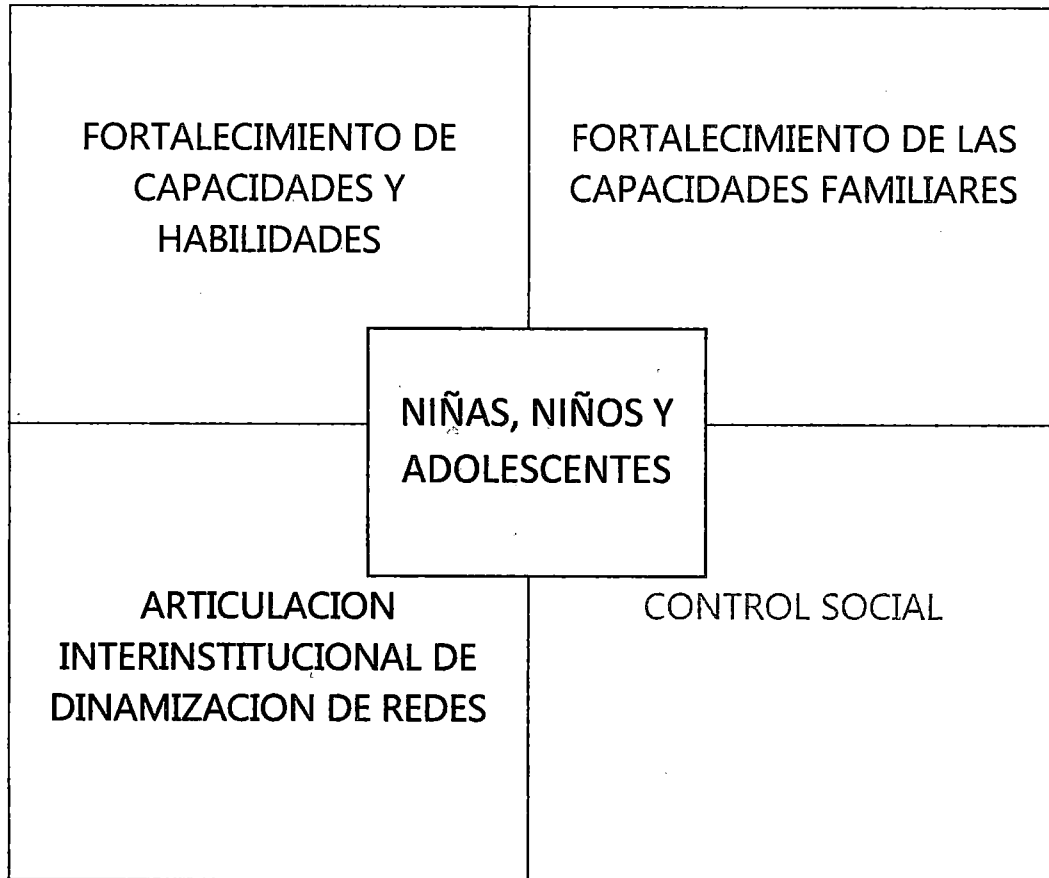 FORTALECIMIENTO DE
CAPACIDADES Y
HABILIDADES
FORTALECIMIENTO DE LAS
CAPACIDADES FAMILIARES
NIÑAS, NIÑOS Y
ADOLESCENTES
ARTICULACION
INTERINSTITUCIONAL DE
DINAMIZACION DE REDES
CONTROL SOCIAL